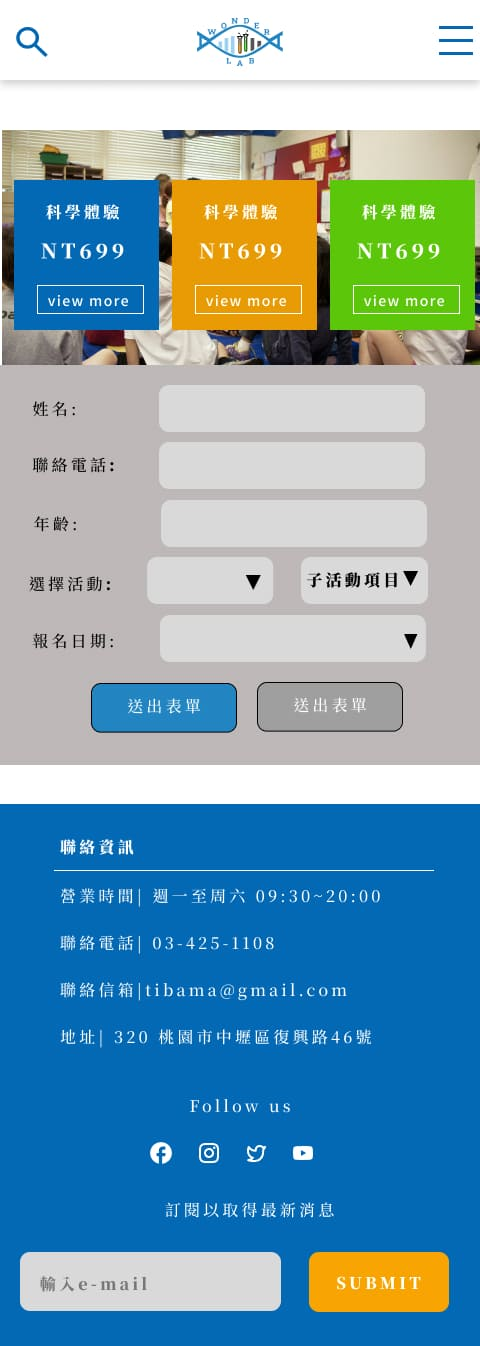 WONDER
LAB
科學體驗
NT699
view more
科學體驗
NT699
view more
科學體驗
NT699
view more
姓名:
聯絡電話:
年齡:
選擇活動:
子活動項目
報名日期:
送出表單
送出表單
聯絡資訊
營業時間| 週一至周六 09:30~20:00
聯絡電話| 03-425-1108
聯絡信箱|tibama@gmail.com
地址| 320 桃園市中壢區復興路46號
Follow us
訂閱以取得最新消息
輸入e-mail
SUBMIT